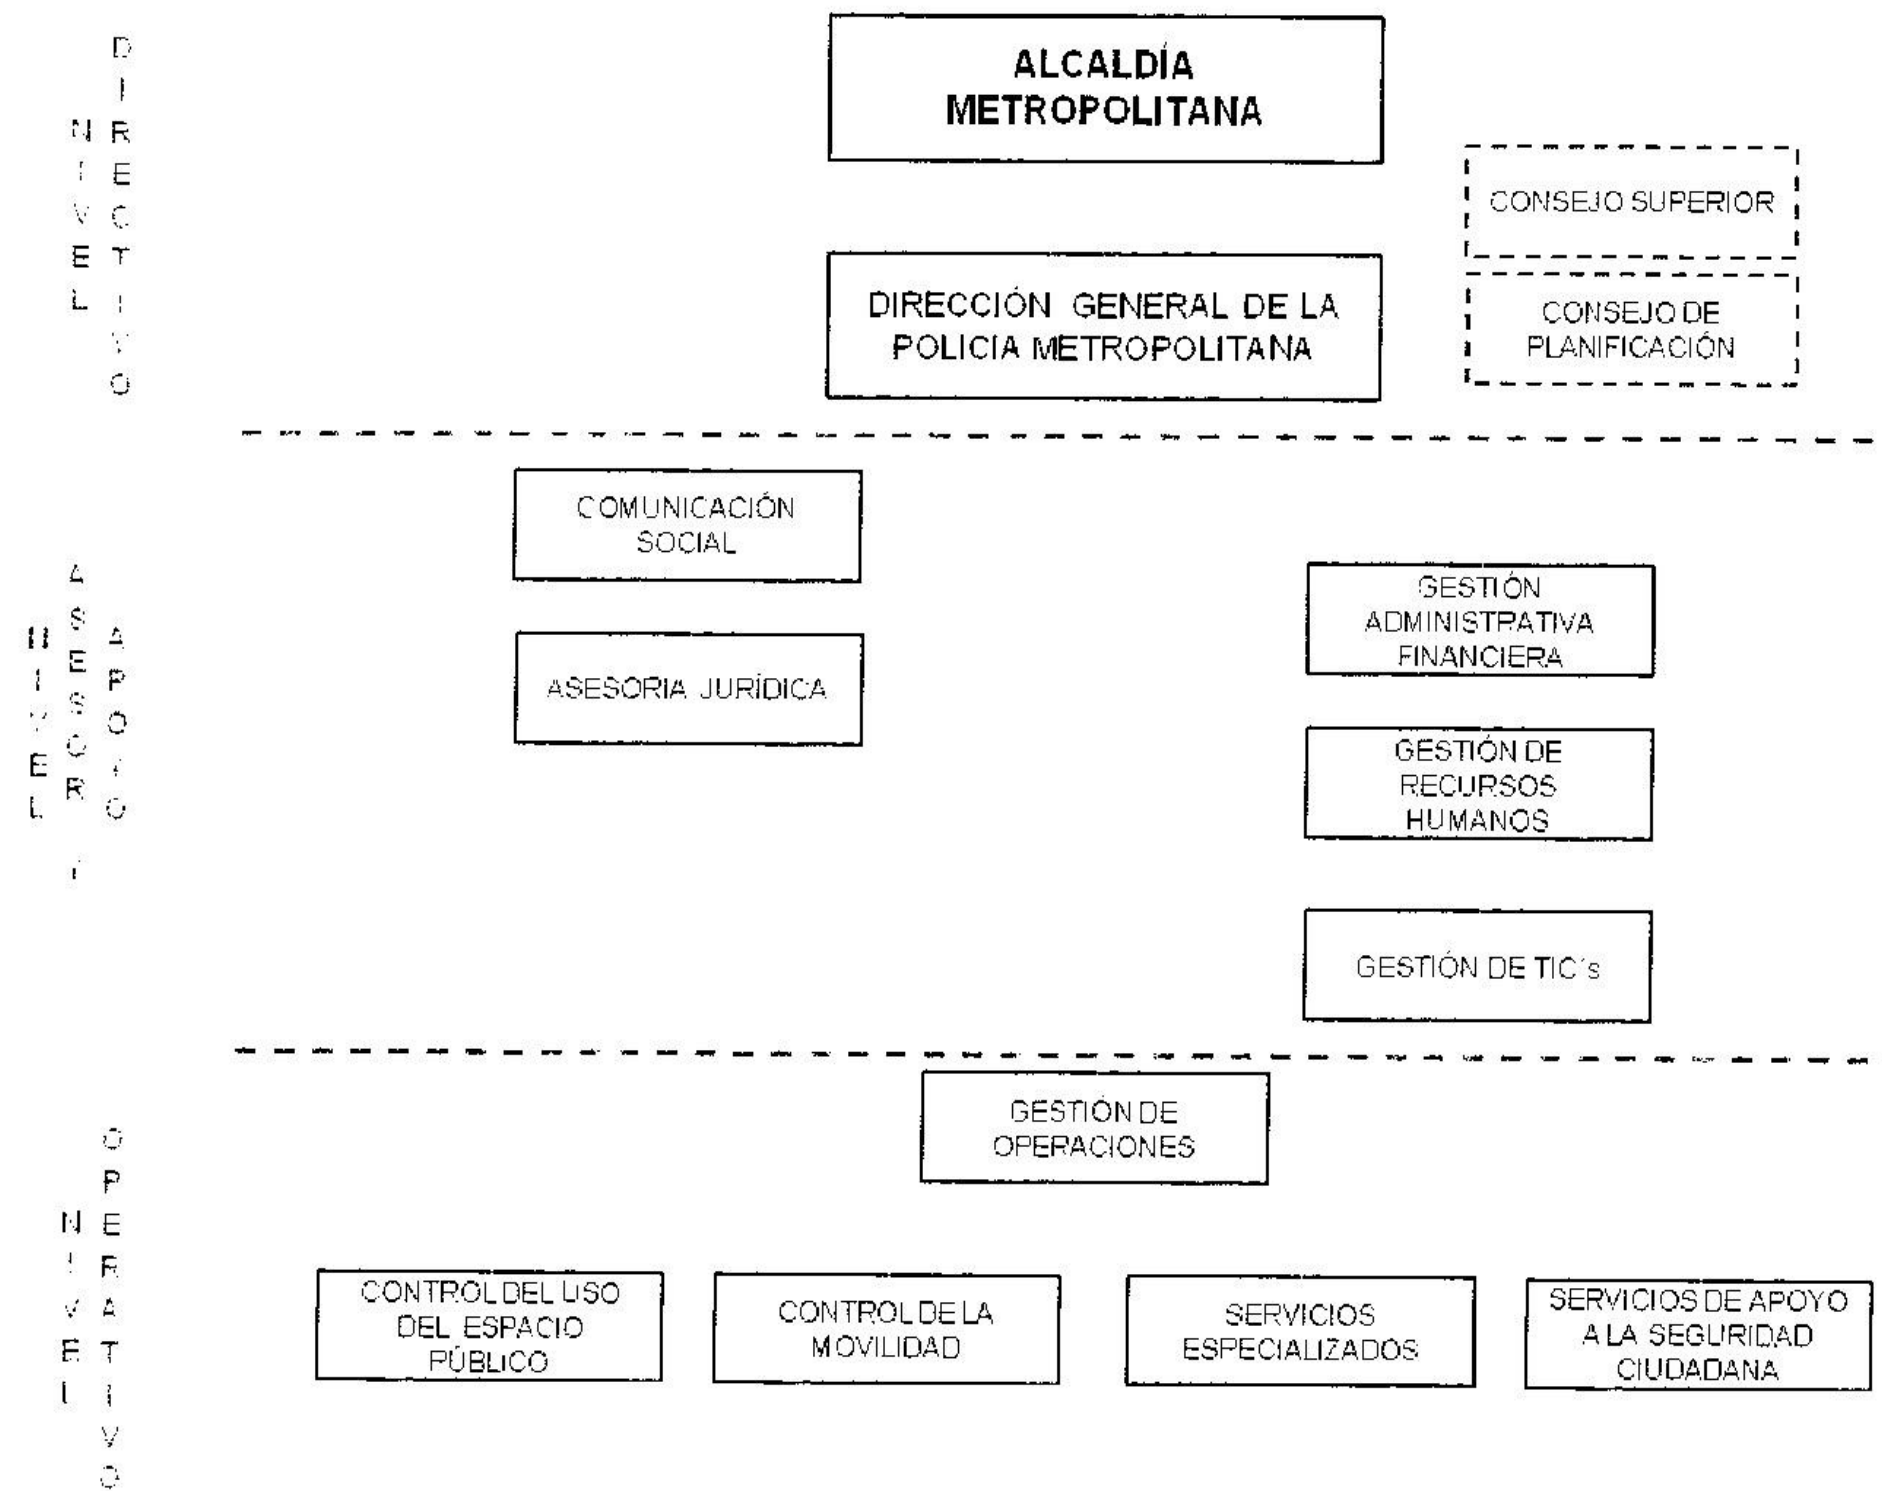 NIVEL DIRECTIVO
ALCALDÍA
METROPOLITANA
CONSEJO SUPERIOR
DIRECCIÓN GENERAL DE LA
POLICÍA METROPOLITANA
CONSEJO DE
PLANIFICACIÓN
NIVEL ASESOR Y APOYO
COMUNICACIÓN
SOCIAL
ASESORIA JURÍDICA
GESTIÓN
ADMINISTRATIVA
FINANCIERA
GESTIÓN DE
RECURSOS
HUMANOS
GESTIÓN DE TIC´s
NIVEL OPERATIVO
GESTIÓN DE
OPERACIONES
CONTROL DEL USO
DEL ESPACIO
PÚBLICO
CONTROL DE LA
MOVILIDAD
SERVICIOS
ESPECIALIZADOS
SERVICIOS DE APOYO
A LA SEGURIDAD
CIUDADANA